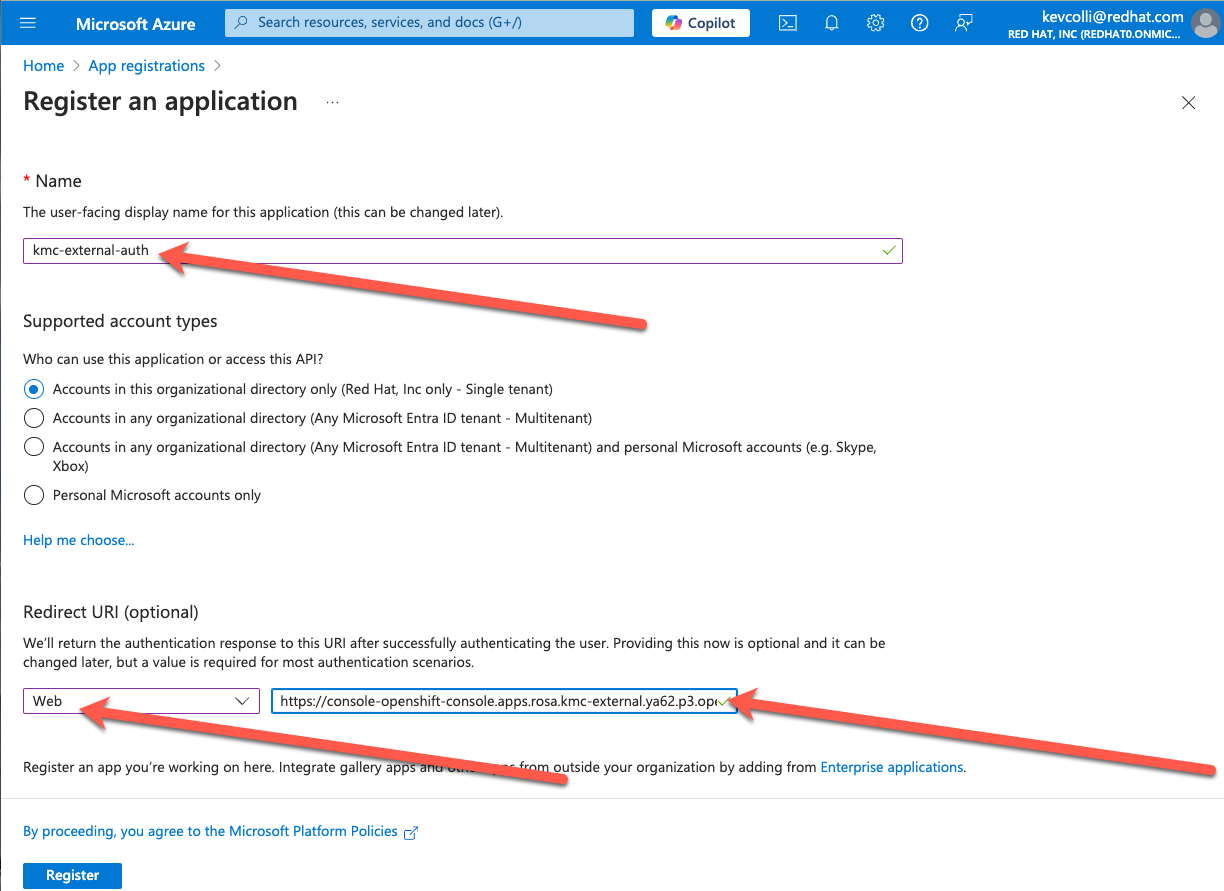 Microsoft Azure
Search resources, services, and docs (G+/)
Copilot
kevcolli@redhat.com
RED HAT, INC (REDHAT0.ONMIC...
Home > App registrations >
Register an application ...
* Name
The user-facing display name for this application (this can be changed later).
kmc-external-auth
Supported account types
Who can use this application or access this API?
Accounts in this organizational directory only (Red Hat, Inc only - Single tenant)
Accounts in any organizational directory (Any Microsoft Entra ID tenant - Multitenant)
Accounts in any organizational directory (Any Microsoft Entra ID tenant - Multitenant) and personal Microsoft accounts (e.g. Skype,
Xbox)
Personal Microsoft accounts only
Help me choose...
Redirect URI (optional)
We'll return the authentication response to this URI after successfully authenticating the user. Providing this now is optional and it can be
changed later, but a value is required for most authentication scenarios.
Web
https://console-openshift-console.apps.rosa.kmc-external.ya62.p3.ope
Register an app you're working on here. Integrate gallery apps and from outside your organization by adding from Enterprise applications.
By proceeding, you agree to the Microsoft Platform Policies
Register